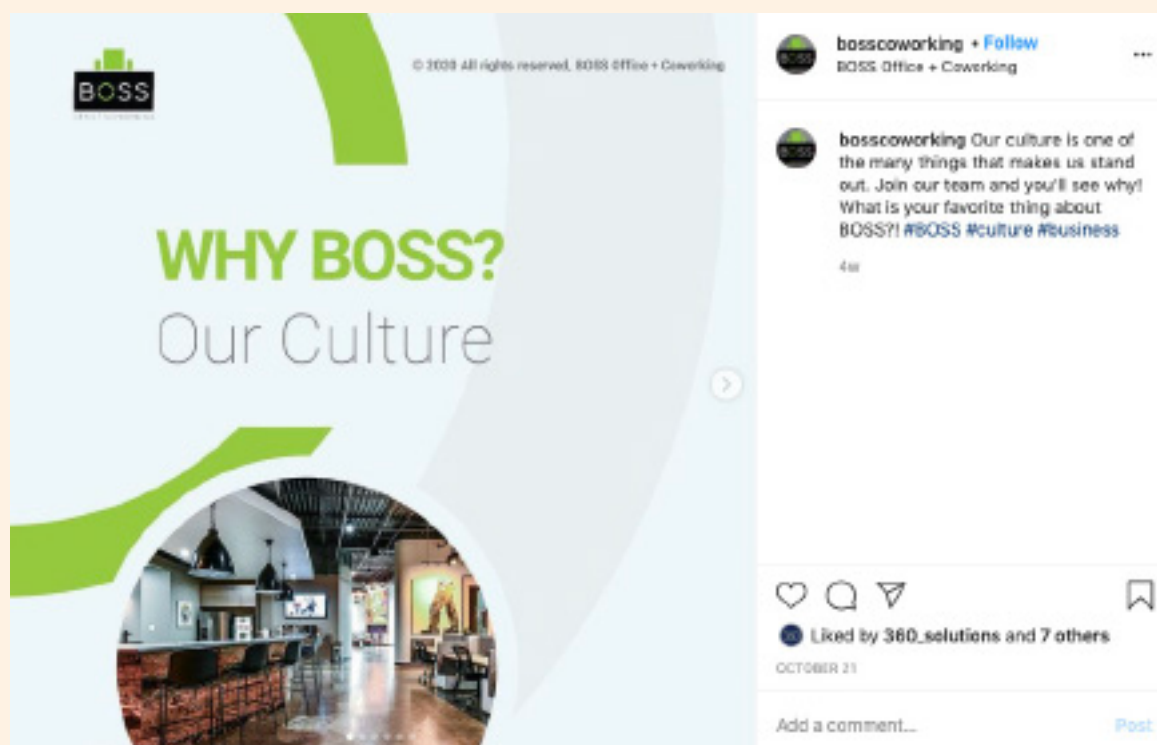 BOSS
© 2020 All rights reserved, BOSS Office + Coworking
WHY BOSS?
Our Culture
bosscoworking • Follow
BOSS Office + Coworking
bosscoworking Our culture is one of
the many things that makes us stand
out. Join our team and you'll see why!
What is your favorite thing about
BOSS?! #BOSS #culture #business
4w
Liked by 360_solutions and 7 others
OCTOBER 21
Add a comment...
Post